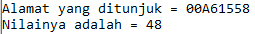 Alamat yang ditunjuk = 00A61558
Nilainya adalah = 48